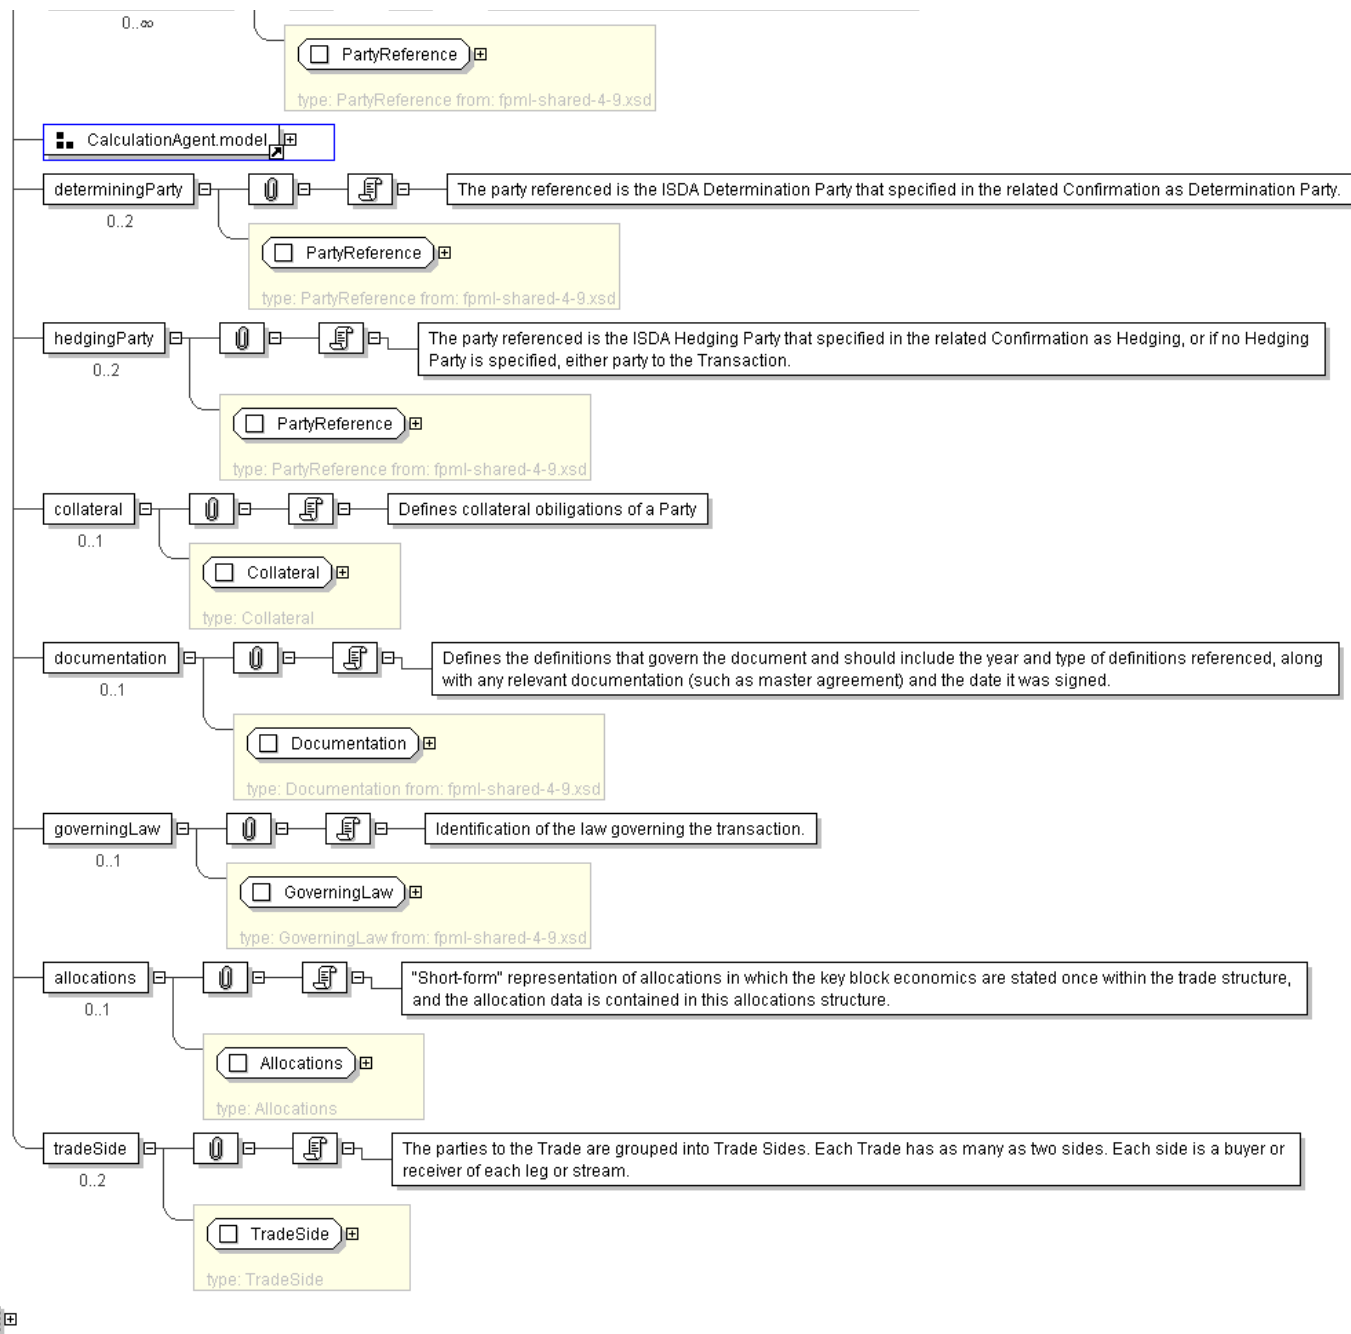 0..∞
PartyReference
type: PartyReference from: fpml-shared-4-9.xsd
CalculationAgent.model
determiningParty
The party referenced is the ISDA Determination Party that specified in the related Confirmation as Determination Party.
0..2
PartyReference
type: PartyReference from: fpml-shared-4-9.xsd
hedgingParty
The party referenced is the ISDA Hedging Party that specified in the related Confirmation as Hedging, or if no Hedging
Party is specified, either party to the Transaction.
0..2
PartyReference
type: PartyReference from: fpml-shared-4-9.xsd
collateral
Defines collateral obiligations of a Party
0..1
Collateral
type: Collateral
documentation
Defines the definitions that govern the document and should include the year and type of definitions referenced, along
with any relevant documentation (such as master agreement) and the date it was signed.
0..1
Documentation
type: Documentation from: fpml-shared-4-9.xsd
governingLaw
Identification of the law governing the transaction.
0..1
GoverningLaw
type: GoverningLaw from: fpml-shared-4-9.xsd
allocations
"Short-form" representation of allocations in which the key block economics are stated once within the trade structure,
and the allocation data is contained in this allocations structure.
0..1
Allocations
type: Allocations
tradeSide
The parties to the Trade are grouped into Trade Sides. Each Trade has as many as two sides. Each side is a buyer or
receiver of each leg or stream.
0..2
TradeSide
type: TradeSide